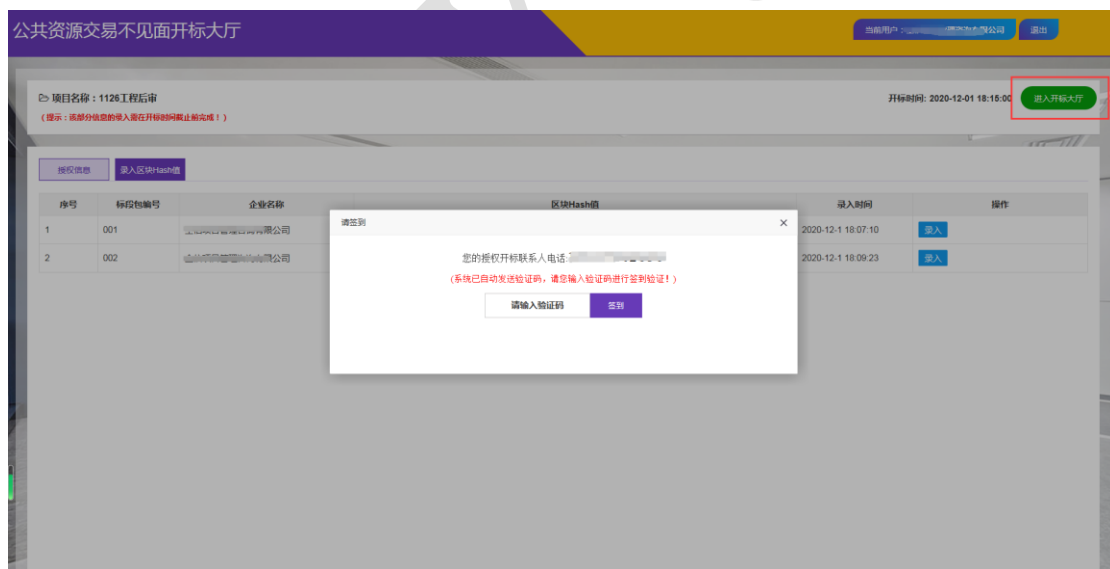 公共资源交易不见面开标大厅
当前用户： 公司 退出
项目名称：1126工程后审
开标时间: 2020-12-01 18:15:00 进入开标大厅
(提示：该部分信息的录入需在开标时间截止前完成！)
授权信息 录入区块Hash值
序号 标段包编号 企业名称 区块Hash值 录入时间 操作
1 001 限公司 2020-12-1 18:07:10 录入
2 002 限公司 2020-12-1 18:09:23 录入
请签到 ×
您的授权开标联系人电话:
(系统已自动发送验证码，请您输入验证码进行签到验证！)
请输入验证码 签到